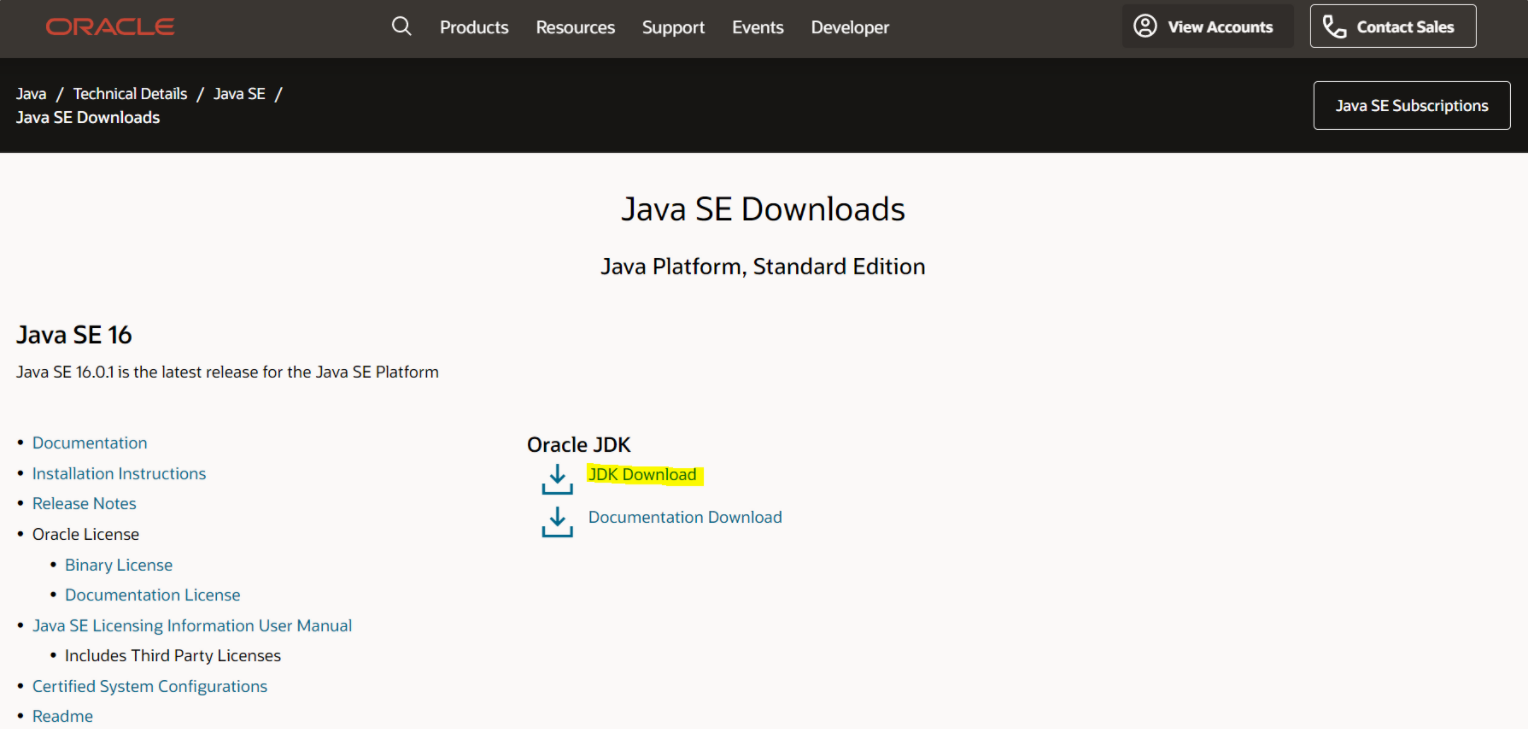 ORACLE
Products Resources Support Events Developer
View Accounts
Contact Sales
Java / Technical Details / Java SE /
Java SE Downloads
Java SE Subscriptions
Java SE Downloads
Java Platform, Standard Edition
Java SE 16
Java SE 16.0.1 is the latest release for the Java SE Platform
• Documentation
• Installation Instructions
• Release Notes
• Oracle License
• Binary License
• Documentation License
• Java SE Licensing Information User Manual
• Includes Third Party Licenses
• Certified System Configurations
• Readme
Oracle JDK
JDK Download
Documentation Download